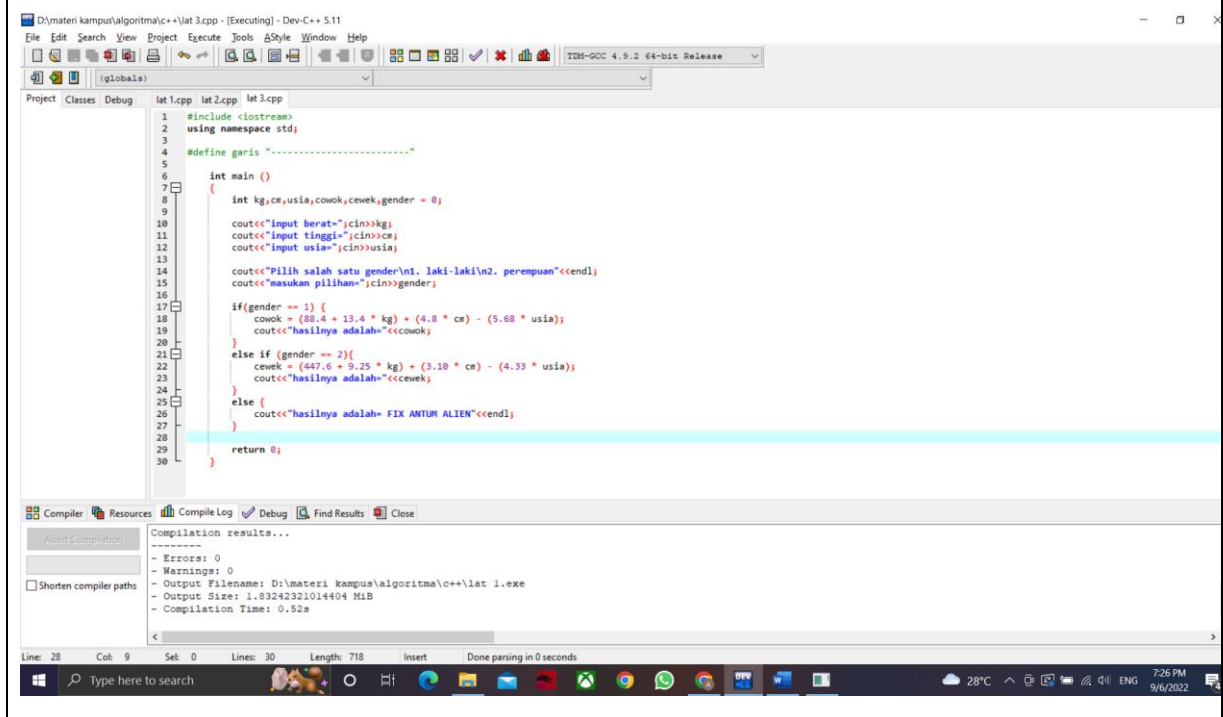 D:\materi kampus\algoritma\c++\lat 3.cpp - [Executing] - Dev-C++ 5.11
File Edit Search View Project Execute Tools AStyle Window Help
TDM-GCC 4.9.2 64-bit Release
(globals)
Project Classes Debug
lat 1.cpp lat 2.cpp lat 3.cpp
1 #include <iostream>
2 using namespace std;
3
4 #define garis "-------------------------"
5
6 int main ()
7 {
8 int kg,cm,usia,cowok,cewek,gender = 0;
9
10 cout<<"input berat=";cin>>kg;
11 cout<<"input tinggi=";cin>>cm;
12 cout<<"input usia=";cin>>usia;
13
14 cout<<"Pilih salah satu gender\n1. laki-laki\n2. perempuan"<<endl;
15 cout<<"masukan pilihan=";cin>>gender;
16
17 if(gender == 1) {
18 cowok = (88.4 + 13.4 * kg) + (4.8 * cm) - (5.68 * usia);
19 cout<<"hasilnya adalah="<<cowok;
20 }
21 else if (gender == 2){
22 cewek = (447.6 + 9.25 * kg) + (3.10 * cm) - (4.33 * usia);
23 cout<<"hasilnya adalah="<<cewek;
24 }
25 else {
26 cout<<"hasilnya adalah= FIX ANTUM ALIEN"<<endl;
27 }
28
29 return 0;
30 }
Compiler Resources Compile Log Debug Find Results Close
Abort Compilation
Shorten compiler paths
Compilation results...
--------
- Errors: 0
- Warnings: 0
- Output Filename: D:\materi kampus\algoritma\c++\lat 1.exe
- Output Size: 1.83242321014404 MiB
- Compilation Time: 0.52s
Line: 28 Col: 9 Sel: 0 Lines: 30 Length: 718 Insert Done parsing in 0 seconds
Type here to search
28°C ENG 7:26 PM
9/6/2022